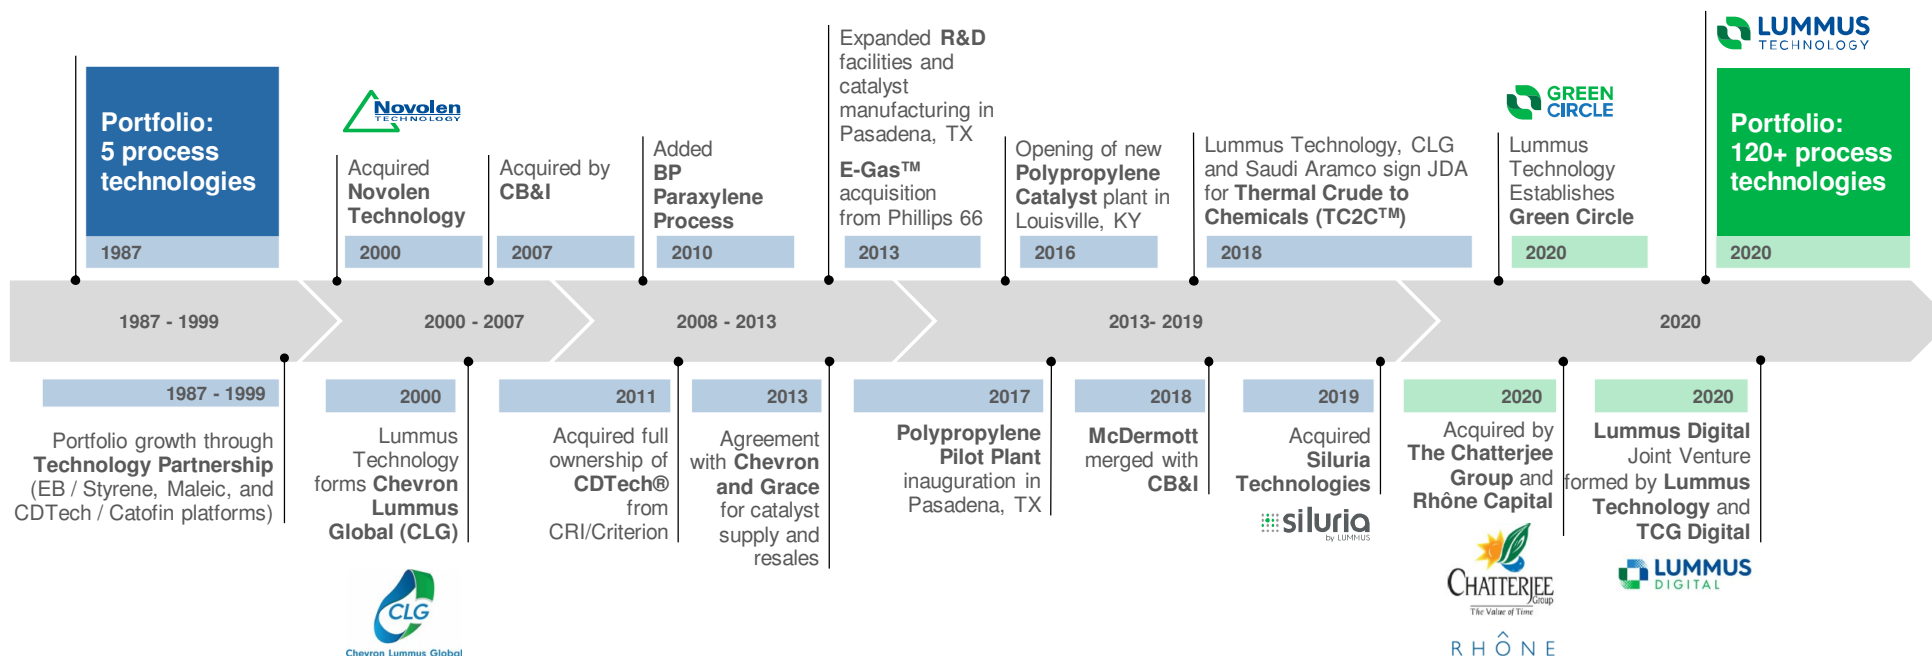 Portfolio:
5 process
technologies
1987
Novolen
TECHNOLOGY
Acquired
Novolen
Technology
2000
Acquired by
CB&I
2007
Added
BP
Paraxylene
Process
2010
Expanded R&D
facilities and
catalyst
manufacturing in
Pasadena, TX
E-Gas™
acquisition
from Phillips 66
2013
Opening of new
Polypropylene
Catalyst plant in
Louisville, KY
2016
Lummus Technology, CLG
and Saudi Aramco sign JDA
for Thermal Crude to
Chemicals (TC2C™)
2018
GREEN
CIRCLE
Lummus
Technology
Establishes
Green Circle
2020
LUMMUS
TECHNOLOGY
Portfolio:
120+ process
technologies
2020
1987 - 1999
2000 - 2007
2008 - 2013
2013- 2019
2020
1987 - 1999
Portfolio growth through
Technology Partnership
(EB / Styrene, Maleic, and
CDTech / Catofin platforms)
2000
Lummus
Technology
forms Chevron
Lummus
Global (CLG)
CLG
Chevron Lummus Global
2011
Acquired full
ownership of
CDTech®
from
CRI/Criterion
2013
Agreement
with Chevron
and Grace
for catalyst
supply and
resales
2017
Polypropylene
Pilot Plant
inauguration in
Pasadena, TX
2018
McDermott
merged with
CB&I
2019
Acquired
Siluria
Technologies
siluria
by LUMMUS
2020
Acquired by
The Chatterjee
Group and
Rhône Capital
CHATTERJEE
Group
The Value of Time
RHÔNE
2020
Lummus Digital
Joint Venture
formed by Lummus
Technology and
TCG Digital
LUMMUS
DIGITAL